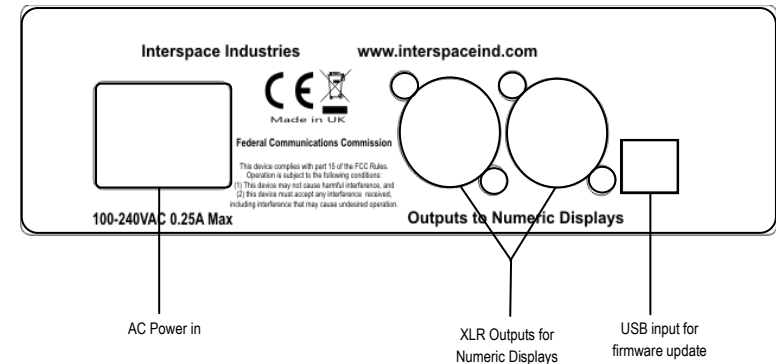 Interspace Industries
www.interspaceind.com
CE
Made in UK
Federal Communications Commission
This device complies with part 15 of the FCC Rules.
Operation is subject to the following conditions:
(1) This device may not cause harmful interference, and
(2) this device must accept any interference received,
including interference that may cause undesired operation.
100-240VAC 0.25A Max
Outputs to Numeric Displays
AC Power in
XLR Outputs for
Numeric Displays
USB input for
firmware update